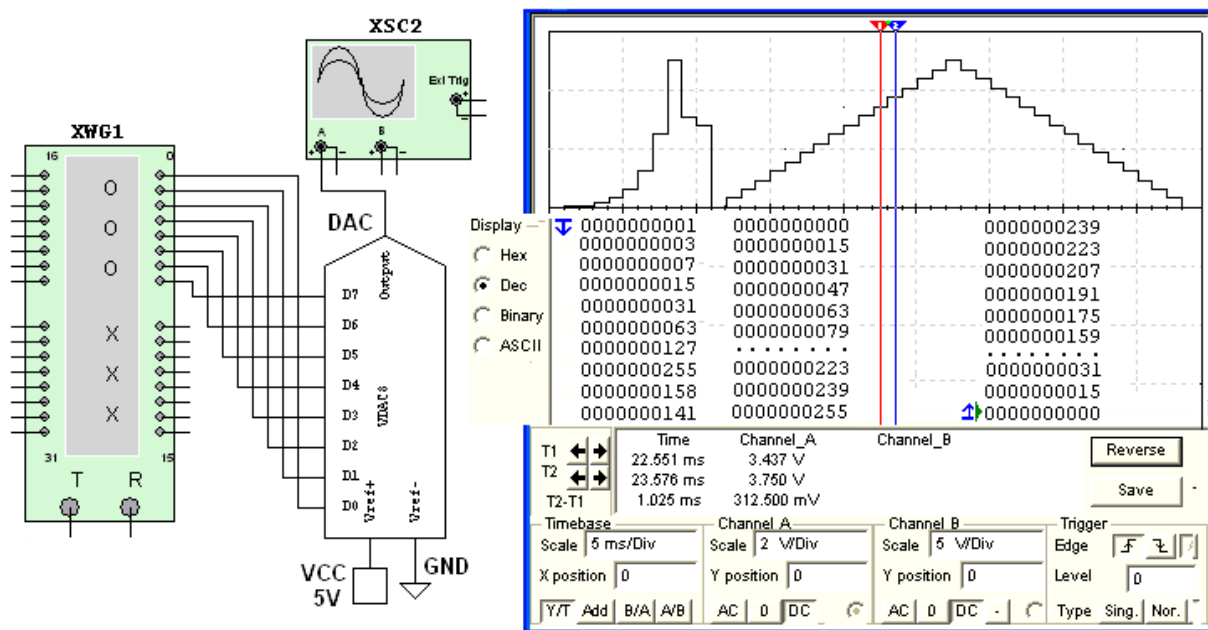 XSC2
Ext Trig
A
B
XWG1
16
0
O
O
O
X
X
X
31
15
T
R
DAC
Output
D7
D6
D5
D4
D3
D2
D1
D0
VDAC8
Vref+
Vref-
VCC
5V
GND
1
2
Display
Hex
Dec
Binary
ASCII
0000000001
0000000003
0000000007
0000000015
0000000031
0000000063
0000000127
0000000255
0000000158
0000000141
0000000000
0000000015
0000000031
0000000047
0000000063
0000000079
. . . . . . . .
0000000223
0000000239
0000000255
0000000239
0000000223
0000000207
0000000191
0000000175
0000000159
. . . . . . . .
0000000031
0000000015
0000000000
Time Channel_A Channel_B
T1 22.551 ms 3.437 V
T2 23.576 ms 3.750 V
T2-T1 1.025 ms 312.500 mV
Reverse
Save
Timebase
Scale 5 ms/Div
X position 0
Y/T Add B/A A/B
Channel A
Scale 2 V/Div
Y position 0
AC 0 DC
Channel B
Scale 5 V/Div
Y position 0
AC 0 DC -
Trigger
Edge
Level 0
Type Sing. Nor.